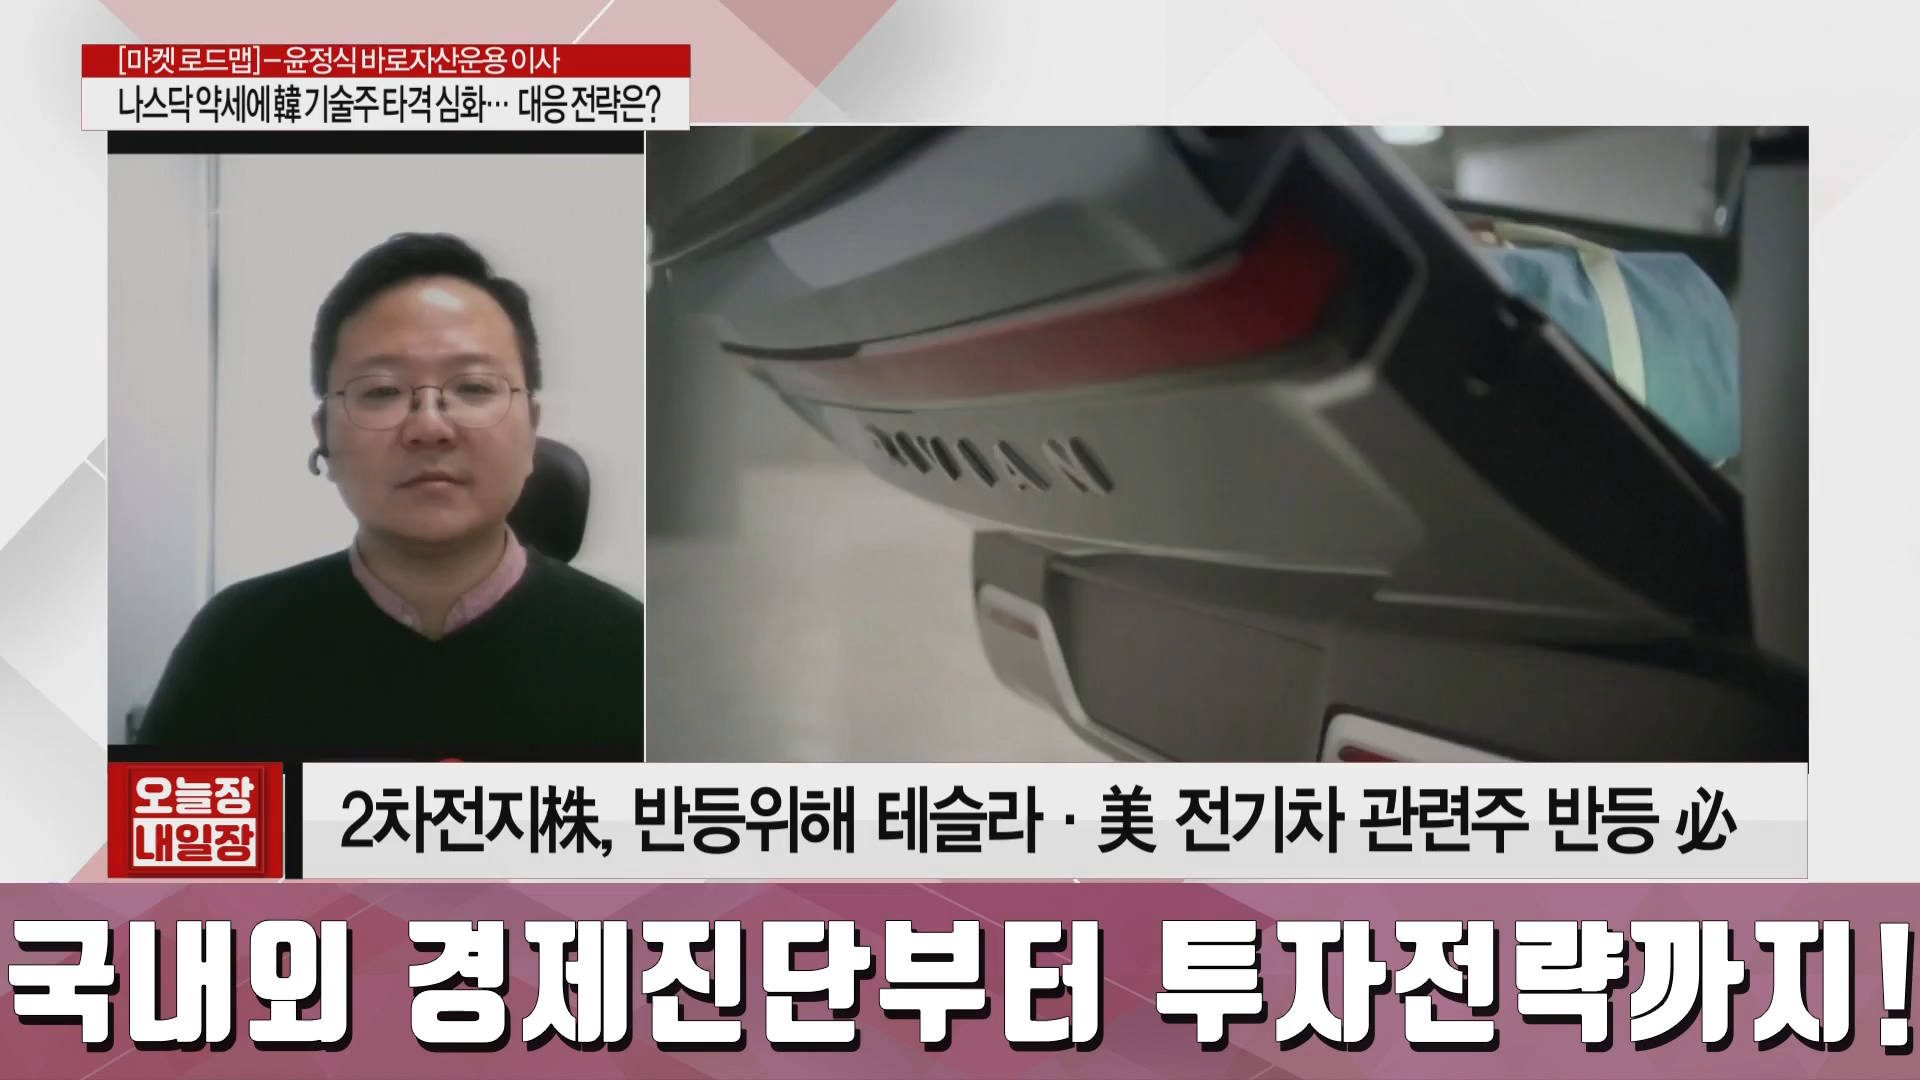 [마켓 로드맵] - 윤정식 바로자산운용 이사
나스닥 약세에 韓 기술주 타격 심화… 대응 전략은?
오늘장
내일장
2차전지株, 반등위해 테슬라·美 전기차 관련주 반등 必
국내외 경제진단부터 투자전략까지!